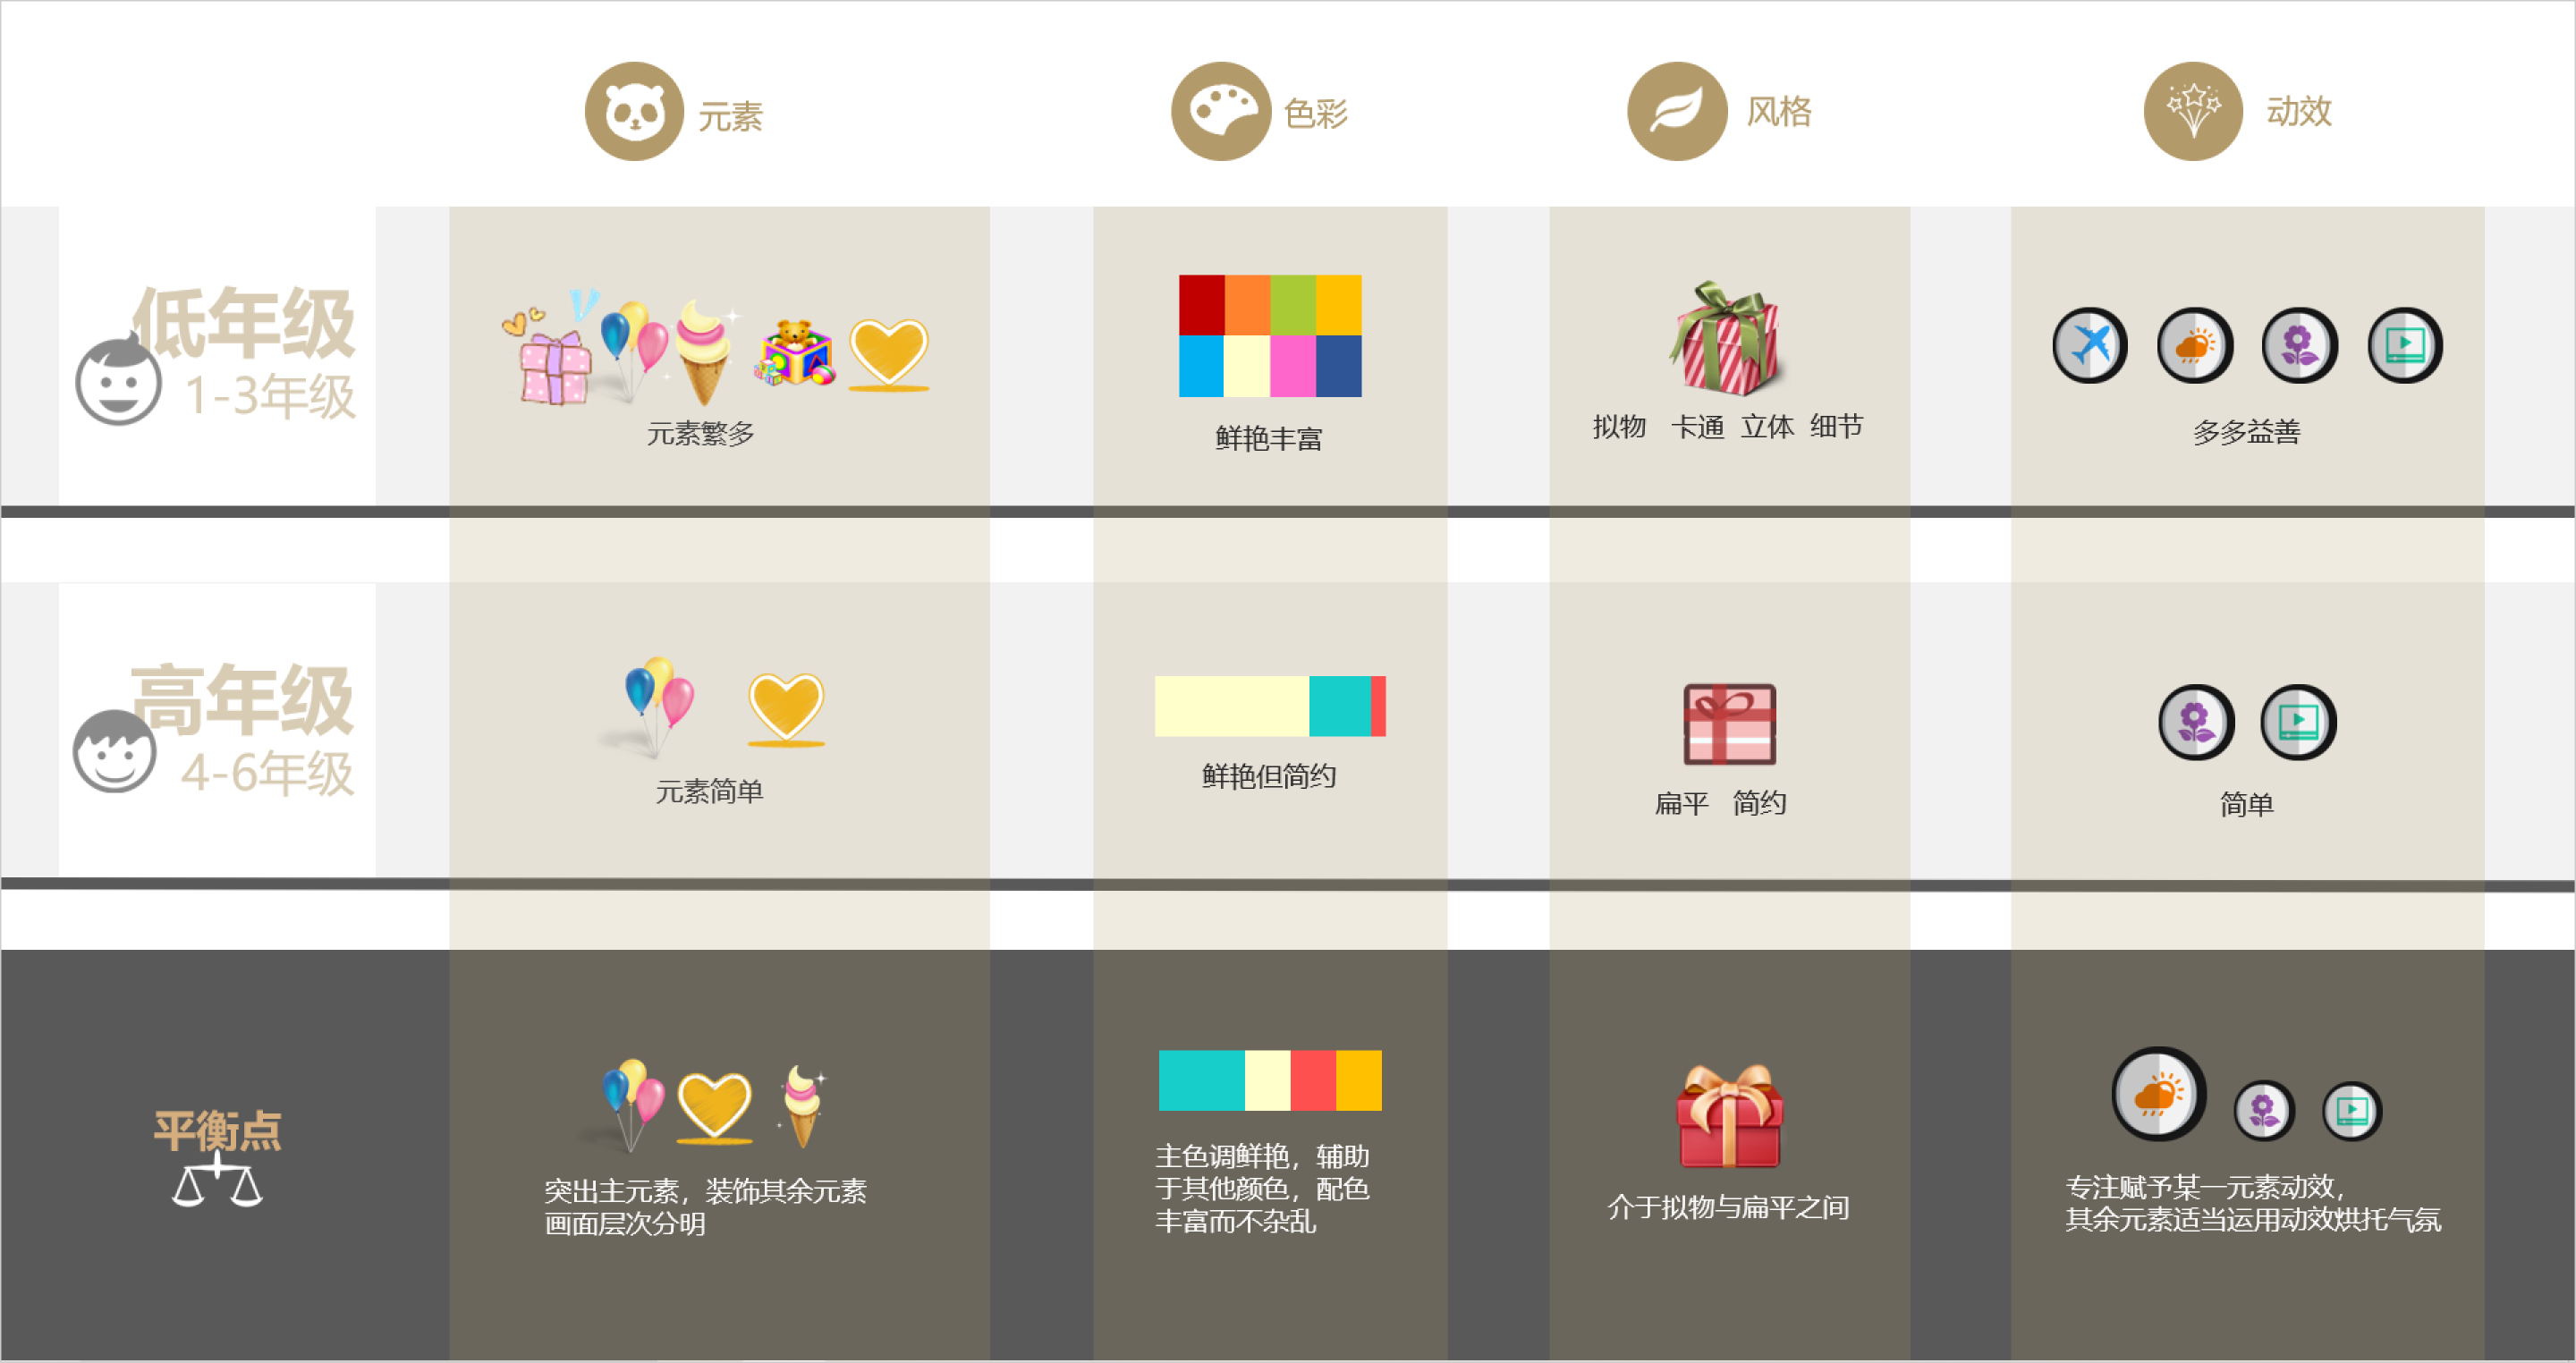 元素
色彩
风格
动效
低年级
1-3年级
元素繁多
鲜艳丰富
拟物 卡通 立体 细节
多多益善
高年级
4-6年级
元素简单
鲜艳但简约
扁平 简约
简单
平衡点
突出主元素，装饰其余元素
画面层次分明
主色调鲜艳，辅助
于其他颜色，配色
丰富而不杂乱
介于拟物与扁平之间
专注赋予某一元素动效，
其余元素适当运用动效烘托气氛